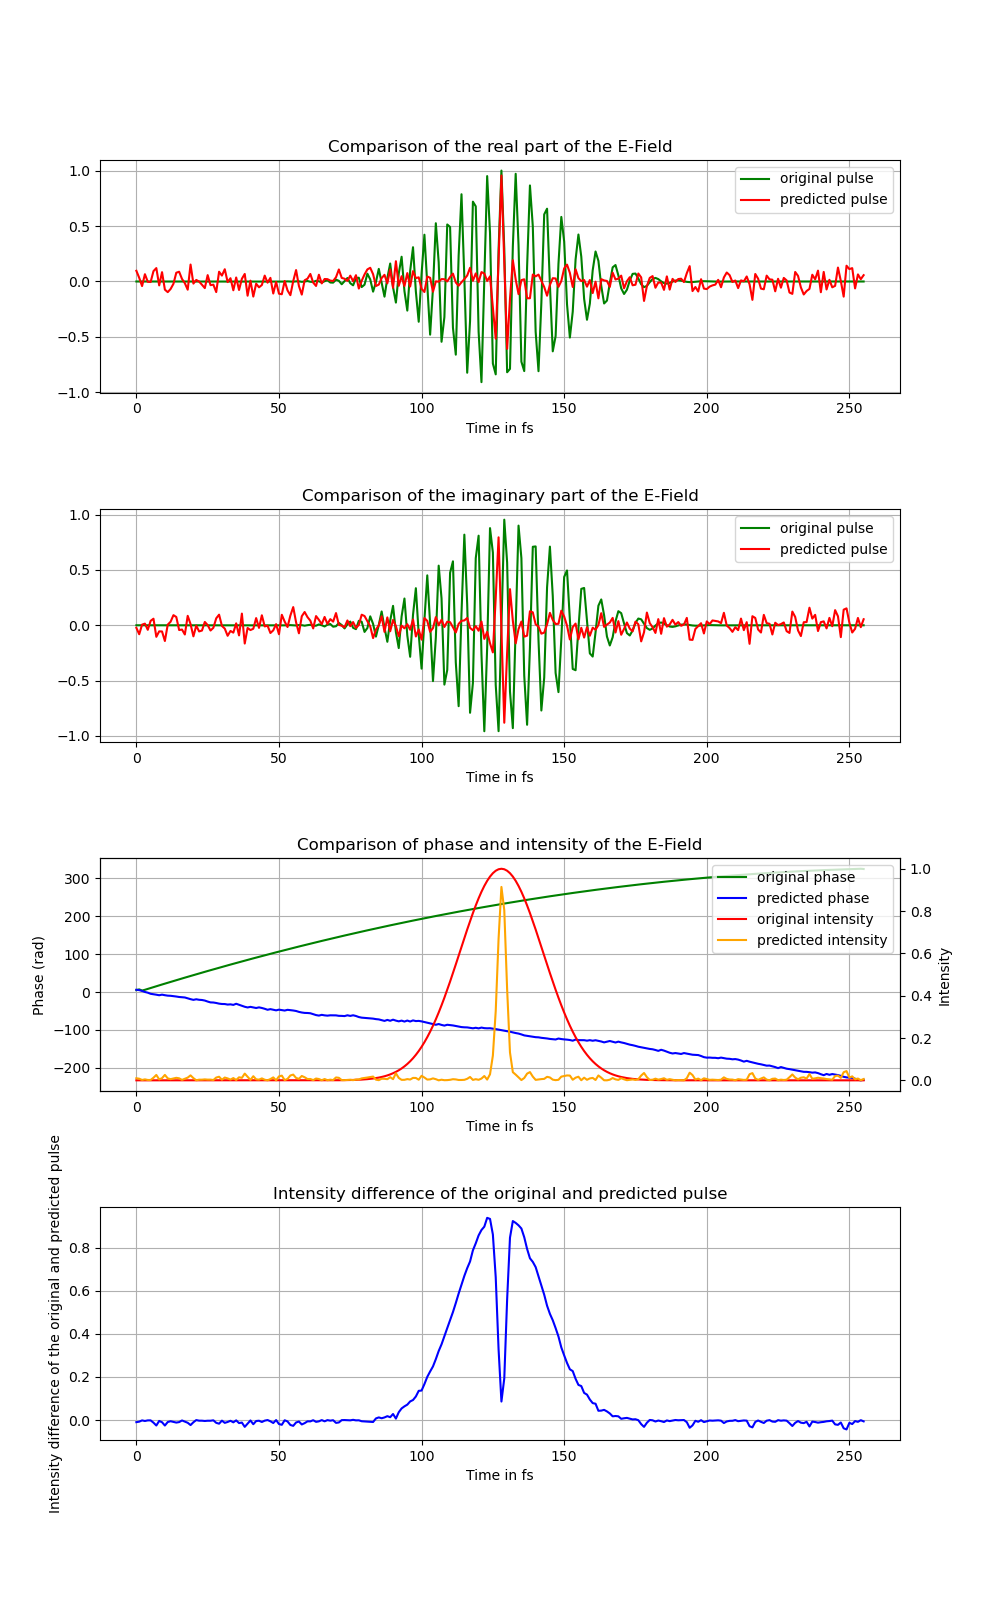 Comparison of the real part of the E-Field
1.0
0.5
0.0
−0.5
−1.0
original pulse
predicted pulse
0 50 100 150 200 250
Time in fs
Comparison of the imaginary part of the E-Field
1.0
0.5
0.0
−0.5
−1.0
original pulse
predicted pulse
0 50 100 150 200 250
Time in fs
Comparison of phase and intensity of the E-Field
Phase (rad)
300
200
100
0
−100
−200
original phase
predicted phase
original intensity
predicted intensity
1.0
0.8
0.6
0.4
0.2
0.0
Intensity
0 50 100 150 200 250
Time in fs
Intensity difference of the original and predicted pulse
Intensity difference of the original and predicted pulse
0.8
0.6
0.4
0.2
0.0
0 50 100 150 200 250
Time in fs